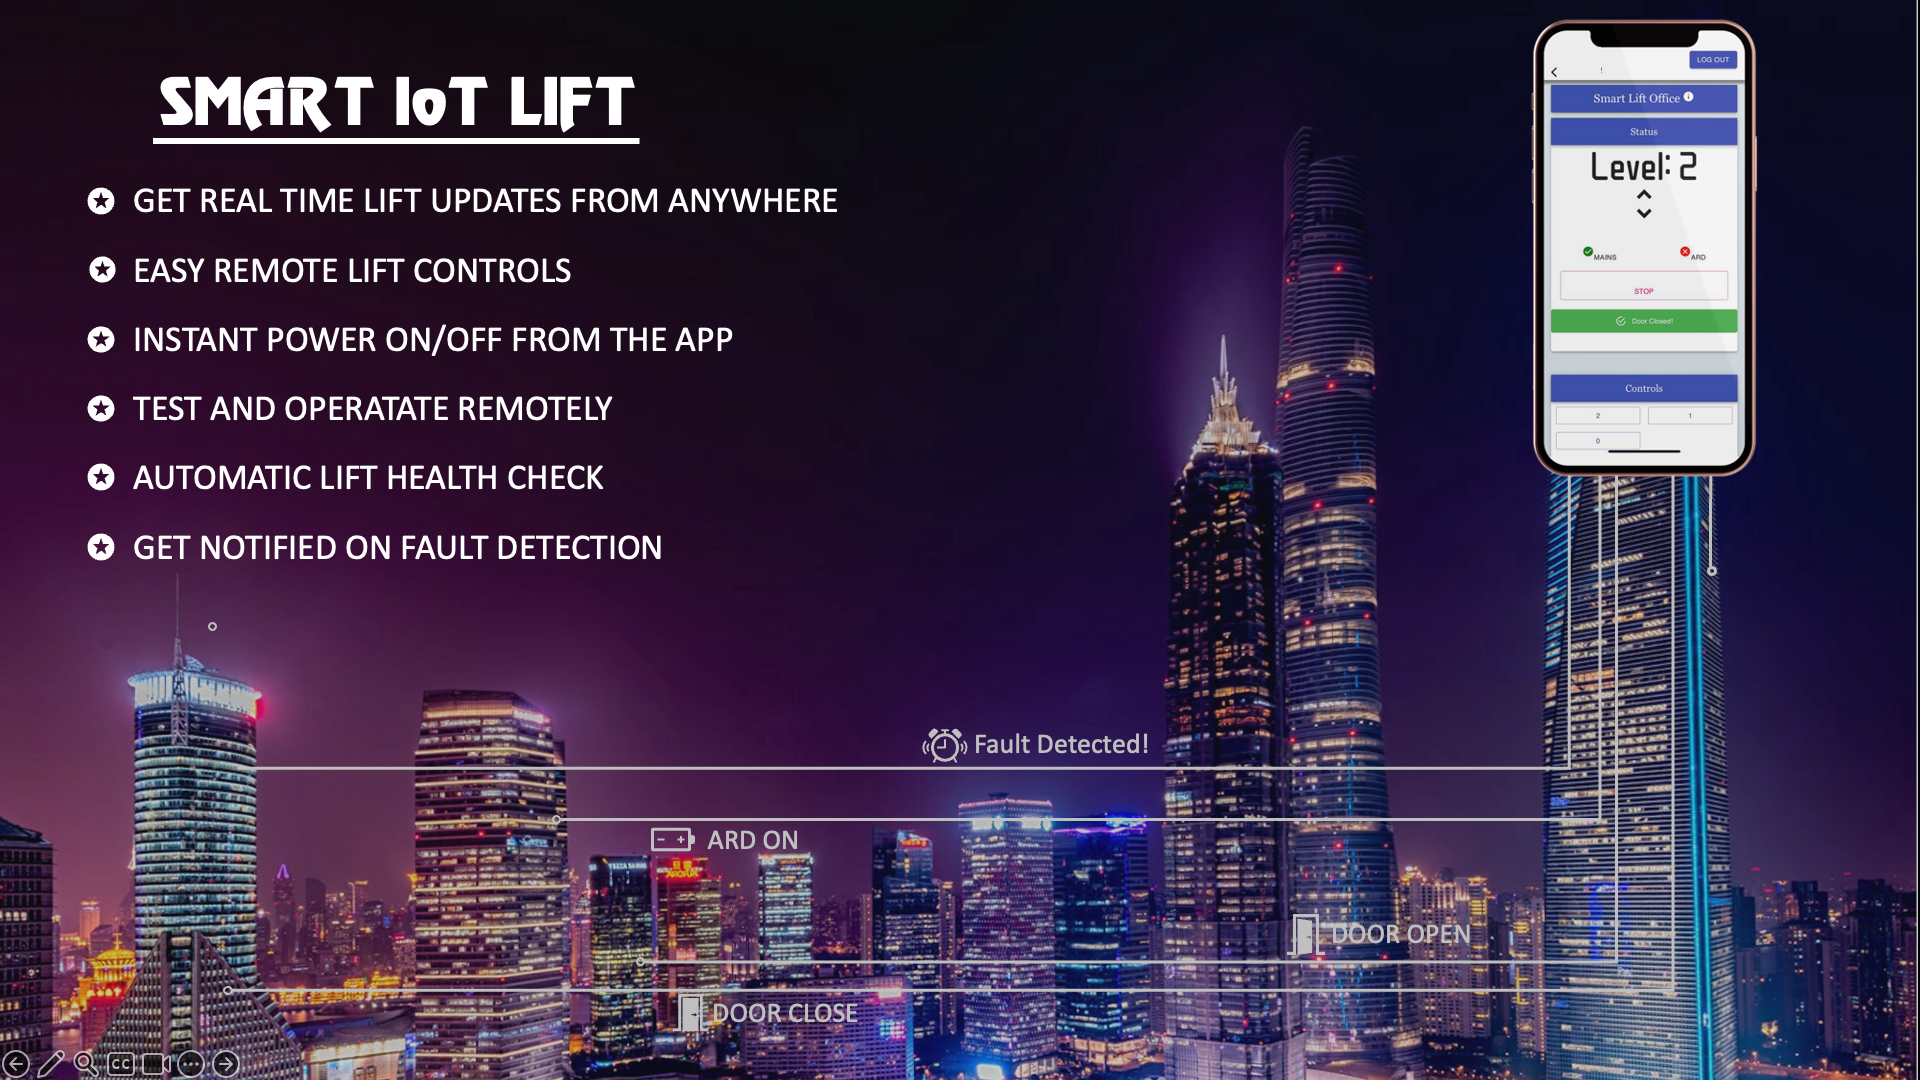 SMART IoT LIFT
GET REAL TIME LIFT UPDATES FROM ANYWHERE
EASY REMOTE LIFT CONTROLS
INSTANT POWER ON/OFF FROM THE APP
TEST AND OPERATATE REMOTELY
AUTOMATIC LIFT HEALTH CHECK
GET NOTIFIED ON FAULT DETECTION
LOG OUT
!
Smart Lift Office
Status
Level: 2
MAINS ARD
STOP
Door Closed!
Controls
2 1
0
Fault Detected!
ARD ON
DOOR OPEN
DOOR CLOSE
CC